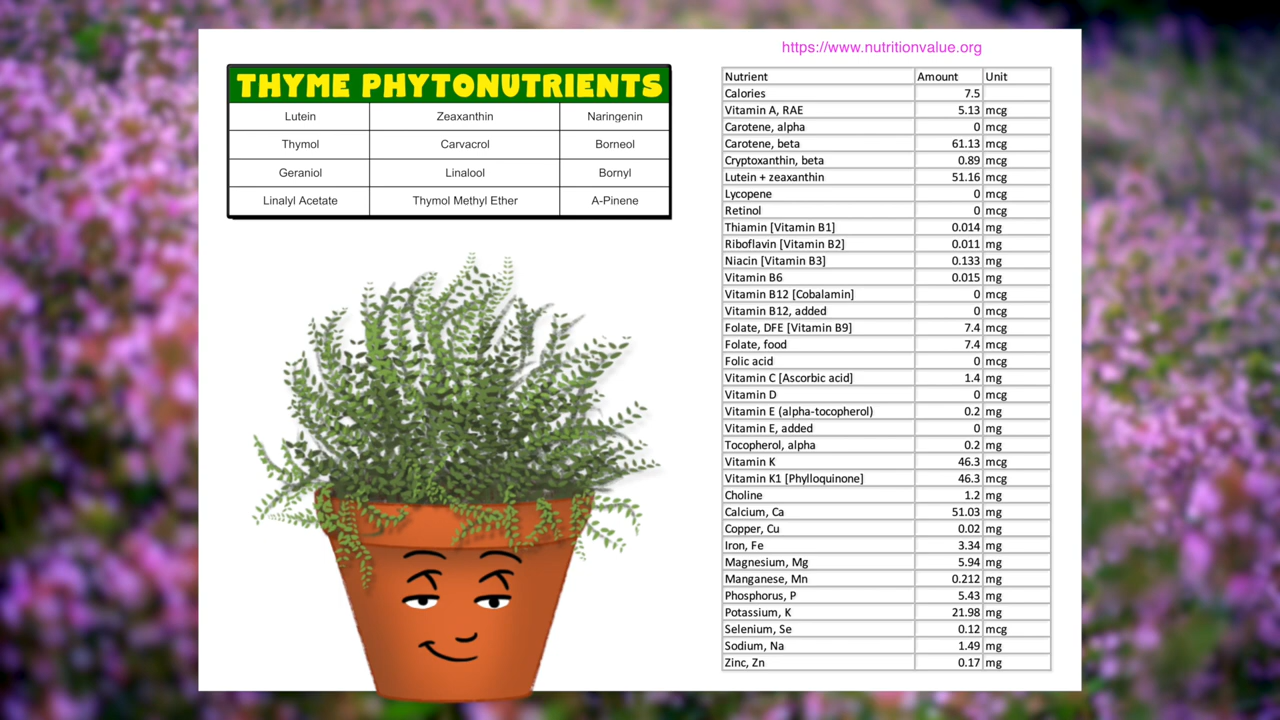 https://www.nutritionvalue.org
THYME PHYTONUTRIENTS
Lutein Zeaxanthin Naringenin
Thymol Carvacrol Borneol
Geraniol Linalool Bornyl
Linalyl Acetate Thymol Methyl Ether A-Pinene
Nutrient Amount Unit
Calories 7.5
Vitamin A, RAE 5.13 mcg
Carotene, alpha 0 mcg
Carotene, beta 61.13 mcg
Cryptoxanthin, beta 0.89 mcg
Lutein + zeaxanthin 51.16 mcg
Lycopene 0 mcg
Retinol 0 mcg
Thiamin [Vitamin B1] 0.014 mg
Riboflavin [Vitamin B2] 0.011 mg
Niacin [Vitamin B3] 0.133 mg
Vitamin B6 0.015 mg
Vitamin B12 [Cobalamin] 0 mcg
Vitamin B12, added 0 mcg
Folate, DFE [Vitamin B9] 7.4 mcg
Folate, food 7.4 mcg
Folic acid 0 mcg
Vitamin C [Ascorbic acid] 1.4 mg
Vitamin D 0 mcg
Vitamin E (alpha-tocopherol) 0.2 mg
Vitamin E, added 0 mg
Tocopherol, alpha 0.2 mg
Vitamin K 46.3 mcg
Vitamin K1 [Phylloquinone] 46.3 mcg
Choline 1.2 mg
Calcium, Ca 51.03 mg
Copper, Cu 0.02 mg
Iron, Fe 3.34 mg
Magnesium, Mg 5.94 mg
Manganese, Mn 0.212 mg
Phosphorus, P 5.43 mg
Potassium, K 21.98 mg
Selenium, Se 0.12 mcg
Sodium, Na 1.49 mg
Zinc, Zn 0.17 mg